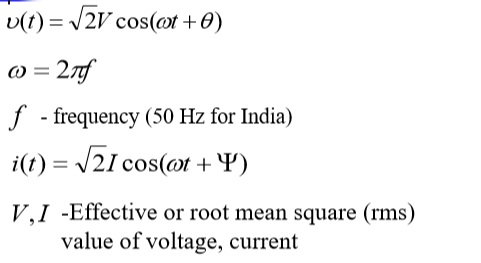 υ(t) = √2V cos(ωt + θ)
ω = 2πf
f - frequency (50 Hz for India)
i(t) = √2I cos(ωt + Ψ)
V, I -Effective or root mean square (rms)
value of voltage, current